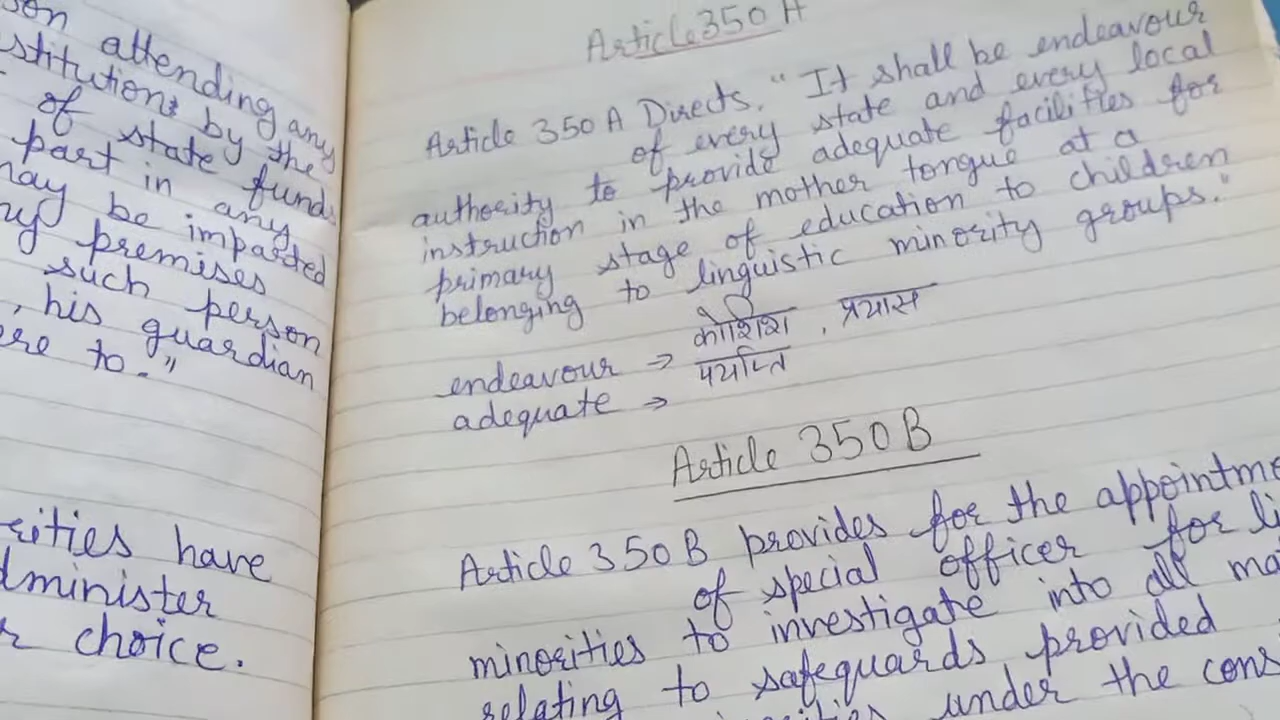 son attending any
stitutions by the
of state funds
part in any
may be imparted
ny premises
such person
, his guardian
ere to."
rities have
dminister
r choice.
Article 350 A
Article 350 A Directs, "It shall be endeavour
of every state and every local
authority to provide adequate facilities for
instruction in the mother tongue at a
primary stage of education to children
belonging to linguistic minority groups."
endeavour → कोशिश , प्रयास
adequate → पर्याप्त
Article 350 B
Article 350 B provides for the appointme
of special officer for li
minorities to investigate into all ma
relating to safeguards provided
under the cons